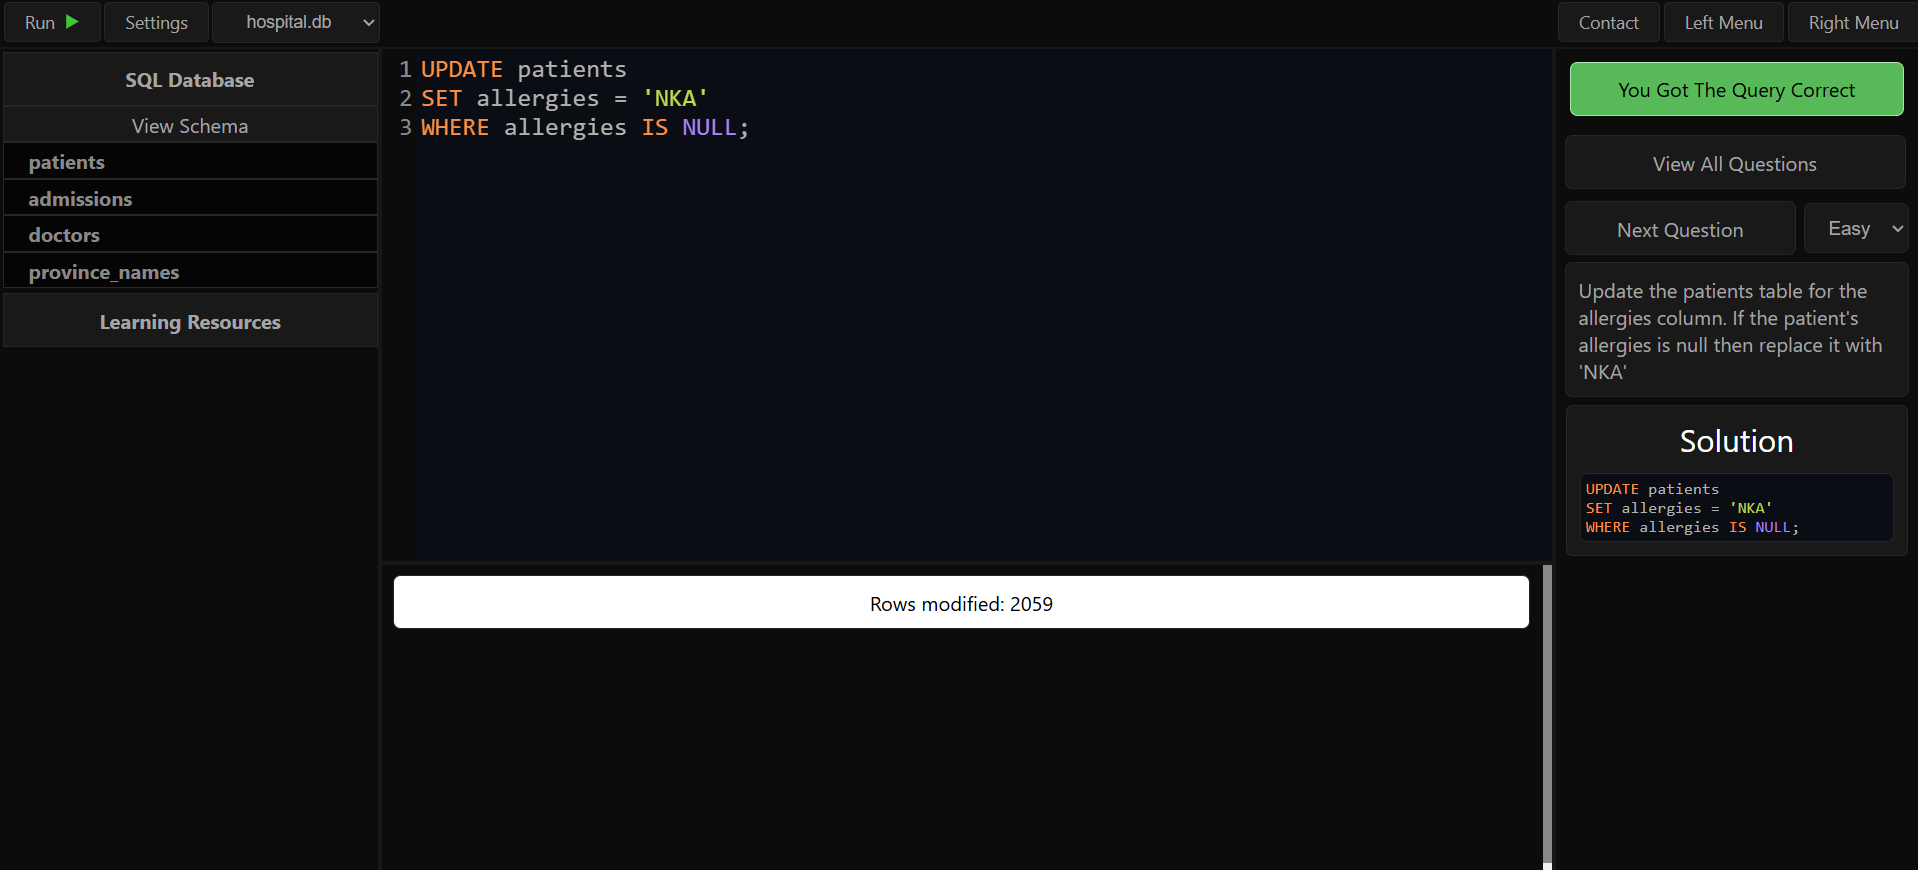 Run Settings hospital.db Contact Left Menu Right Menu
SQL Database
View Schema
patients
admissions
doctors
province_names
Learning Resources
1 UPDATE patients
2 SET allergies = 'NKA'
3 WHERE allergies IS NULL;
Rows modified: 2059
You Got The Query Correct
View All Questions
Next Question Easy
Update the patients table for the
allergies column. If the patient's
allergies is null then replace it with
'NKA'
Solution
UPDATE patients
SET allergies = 'NKA'
WHERE allergies IS NULL;